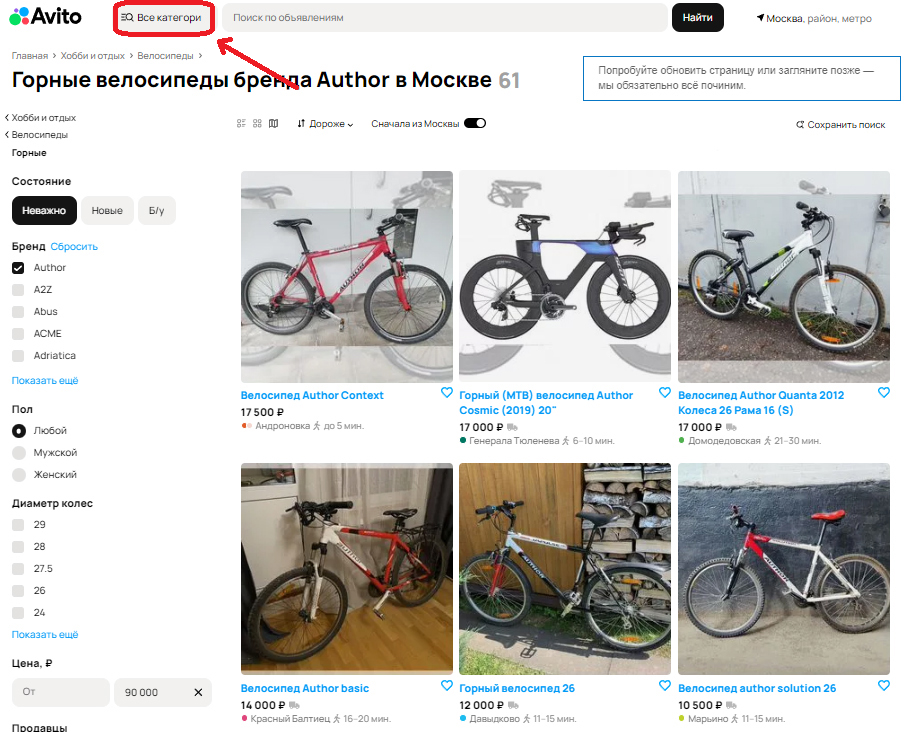 Avito
Все категори
Поиск по объявлениям
Найти
Москва, район, метро
Главная > Хобби и отдых > Велосипеды >
Горные велосипеды бренда Author в Москве 61
Попробуйте обновить страницу или загляните позже —
мы обязательно всё починим.
Хобби и отдых
Велосипеды
Горные
Дороже
Сначала из Москвы
Сохранить поиск
Состояние
Неважно Новые Б/у
Бренд Сбросить
Author
A2Z
Abus
ACME
Adriatica
Показать ещё
Пол
Любой
Мужской
Женский
Диаметр колес
29
28
27.5
26
24
Показать ещё
Цена, ₽
От 90 000
Продавцы
Велосипед Author Context
17 500 ₽
Андроновка до 5 мин.
Горный (MTB) велосипед Author
Cosmic (2019) 20"
17 000 ₽
Генерала Тюленева 6–10 мин.
Велосипед Author Quanta 2012
Колеса 26 Рама 16 (S)
17 000 ₽
Домодедовская 21–30 мин.
Велосипед Author basic
14 000 ₽
Красный Балтиец 16–20 мин.
Горный велосипед 26
12 000 ₽
Давыдково 11–15 мин.
Велосипед author solution 26
10 500 ₽
Марьино 11–15 мин.